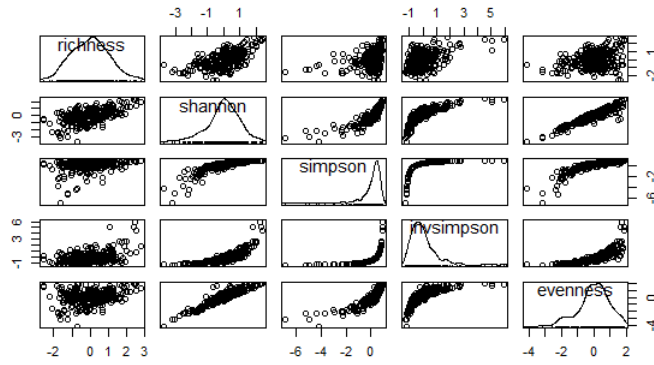 -3 -1 0 1
-1 1 3 5
richness
-2 1
shannon
-3 0
simpson
-6 -2
invsimpson
-1 3 6
evenness
-4 0
-2 0 1 2 3
-6 -4 -2 0
-4 -2 0 2